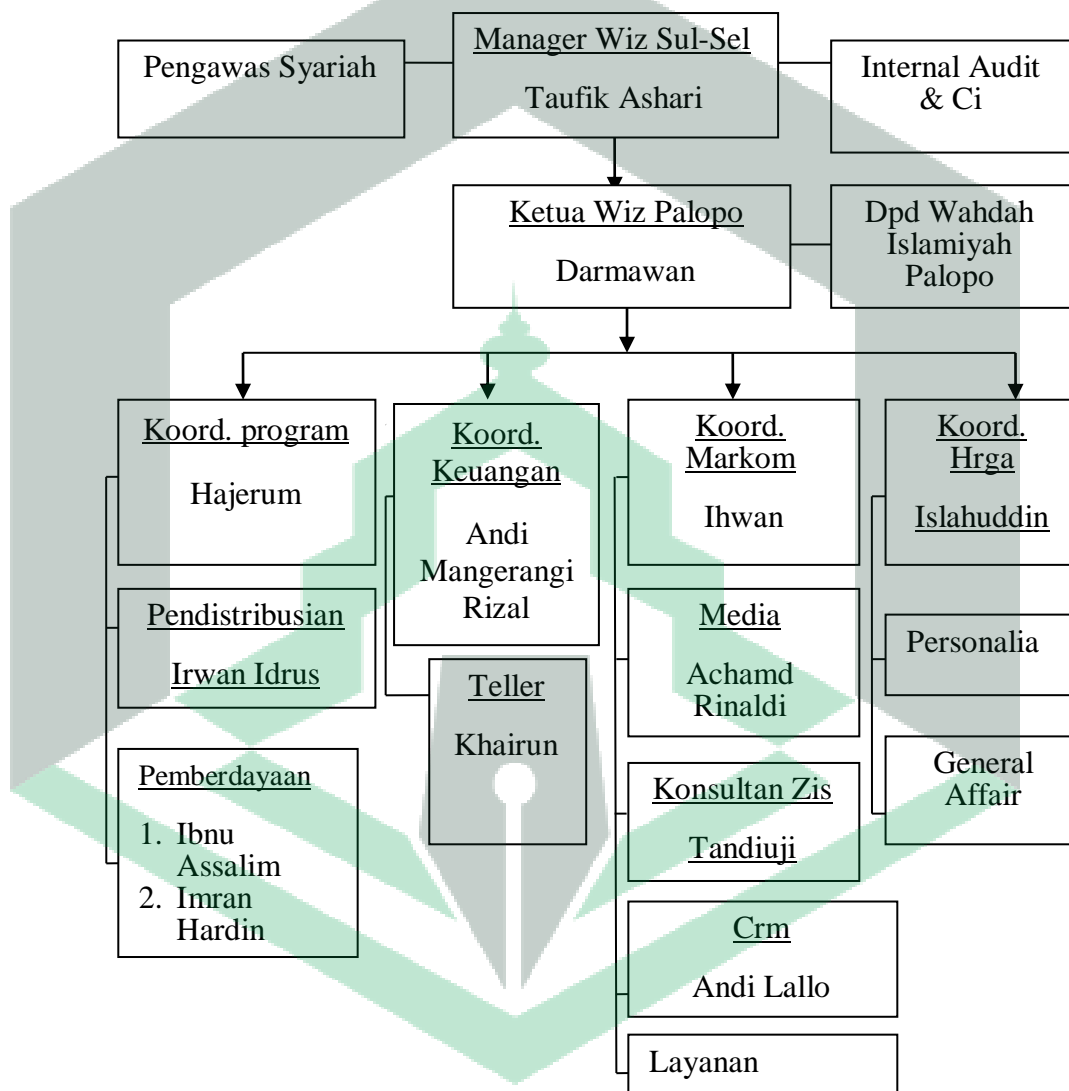 Pengawas Syariah
Manager Wiz Sul-Sel
Taufik Ashari
Internal Audit
& Ci
Ketua Wiz Palopo
Darmawan
Dpd Wahdah
Islamiyah
Palopo
Koord. program
Hajerum
Koord.
Keuangan
Andi
Mangerangi
Rizal
Koord.
Markom
Ihwan
Koord.
Hrga
Islahuddin
Pendistribusian
Irwan Idrus
Teller
Khairun
Media
Achamd
Rinaldi
Personalia
Pemberdayaan
1. Ibnu
Assalim
2. Imran
Hardin
Konsultan Zis
Tandiuji
General
Affair
Crm
Andi Lallo
Layanan